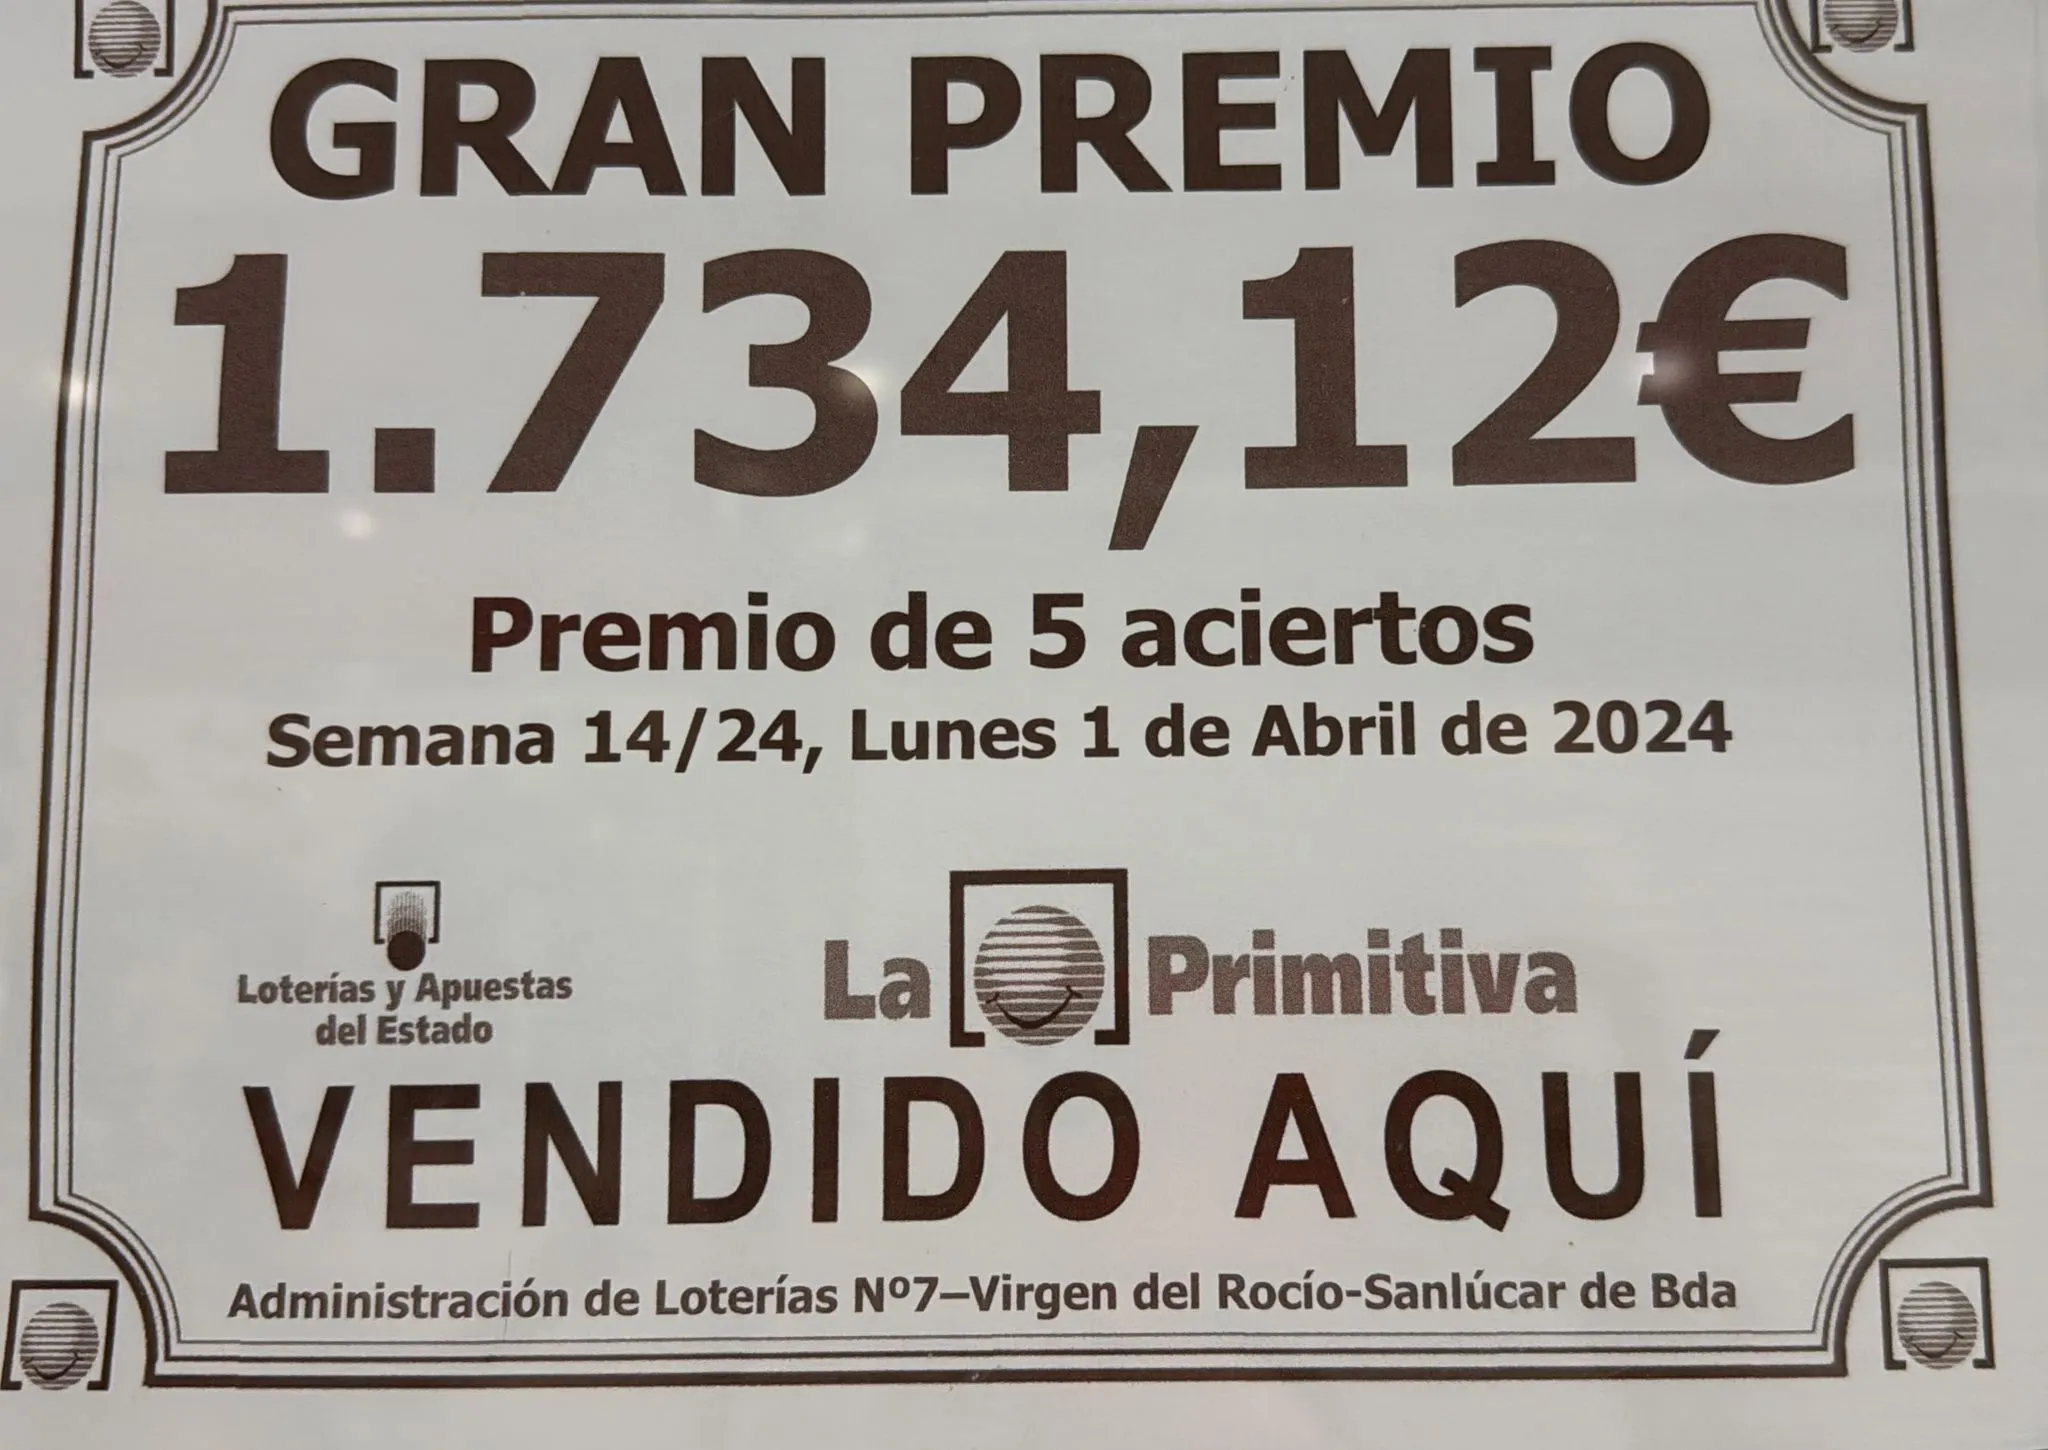 GRAN PREMIO
1.734,12€
Premio de 5 aciertos
Semana 14/24, Lunes 1 de Abril de 2024
Loterías y Apuestas
del Estado
La Primitiva
VENDIDO AQUÍ
Administración de Loterías Nº7–Virgen del Rocío-Sanlúcar de Bda